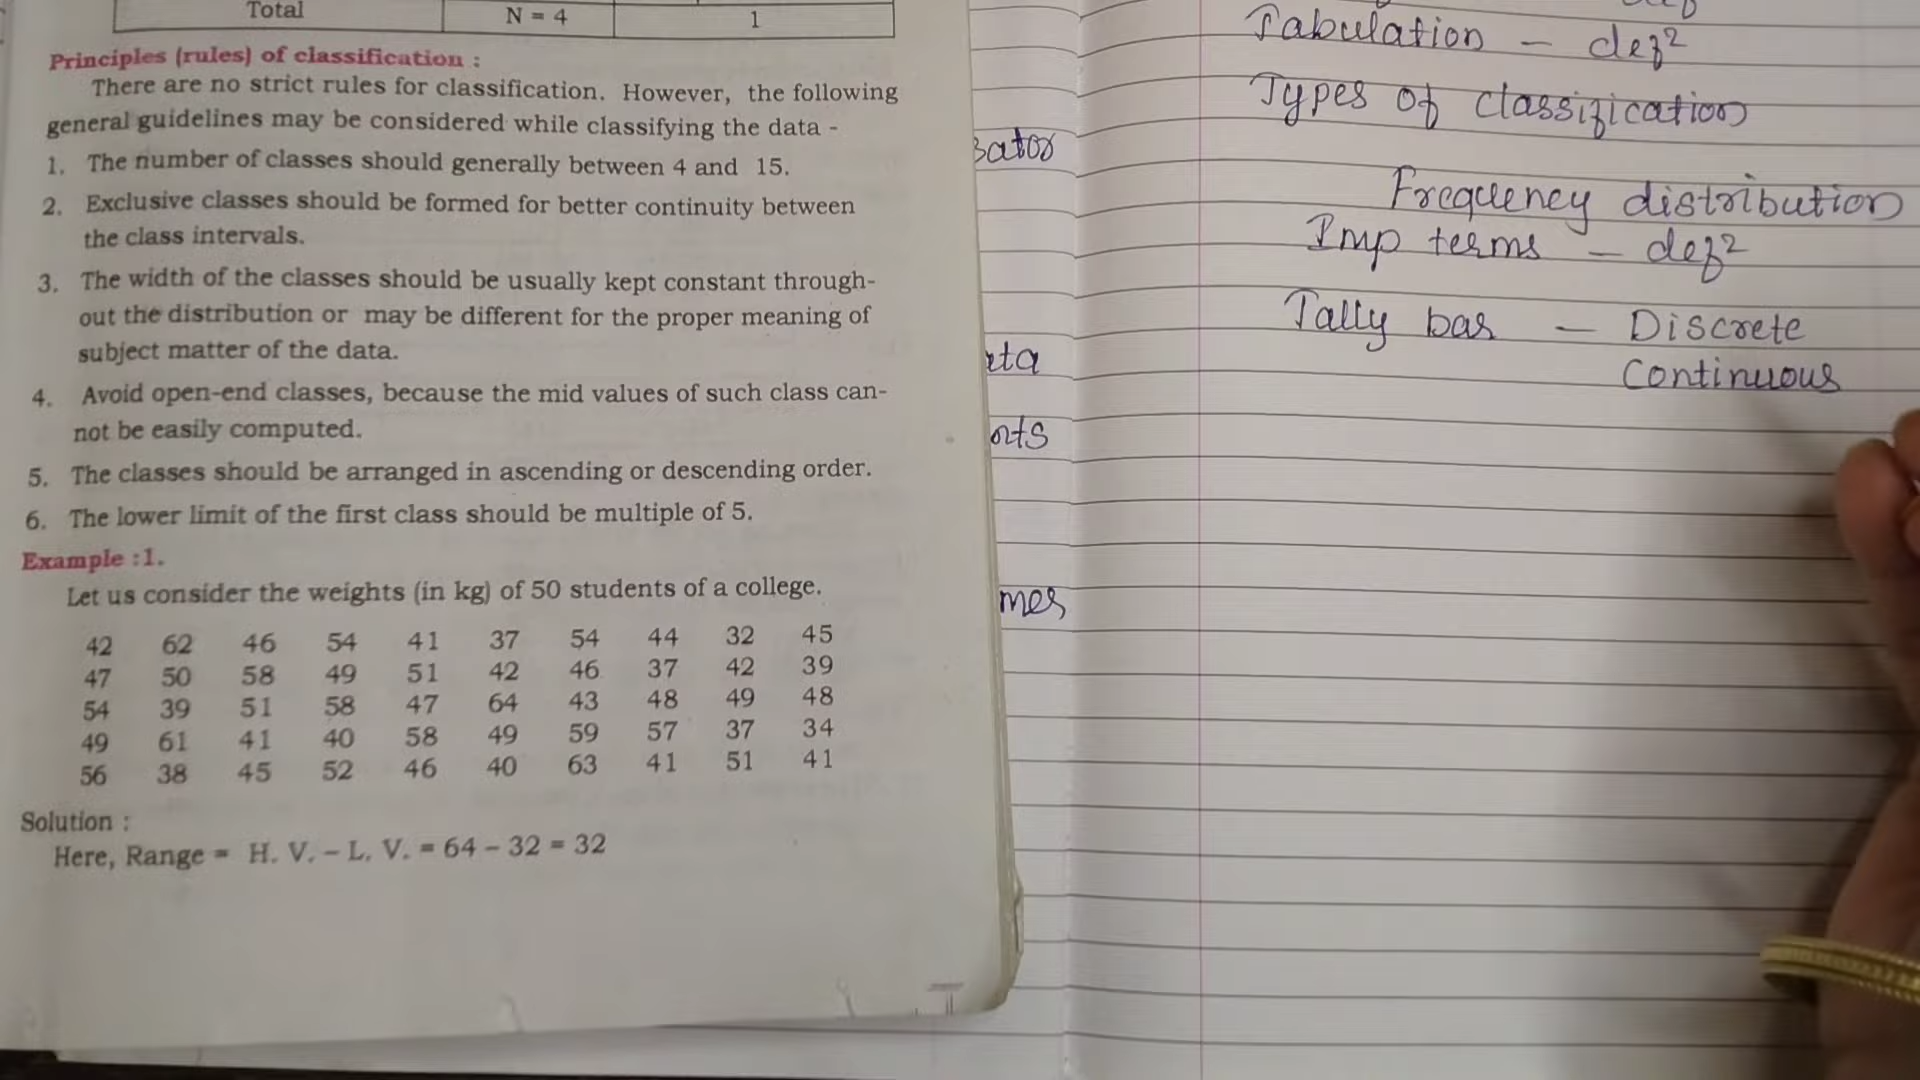 Total N = 4 1
Principles (rules) of classification :
There are no strict rules for classification. However, the following
general guidelines may be considered while classifying the data -
1. The number of classes should generally between 4 and 15.
2. Exclusive classes should be formed for better continuity between
the class intervals.
3. The width of the classes should be usually kept constant through-
out the distribution or may be different for the proper meaning of
subject matter of the data.
4. Avoid open-end classes, because the mid values of such class can-
not be easily computed.
5. The classes should be arranged in ascending or descending order.
6. The lower limit of the first class should be multiple of 5.
Example :1.
Let us consider the weights (in kg) of 50 students of a college.
42 62 46 54 41 37 54 44 32 45
47 50 58 49 51 42 46 37 42 39
54 39 51 58 47 64 43 48 49 48
49 61 41 40 58 49 59 57 37 34
56 38 45 52 46 40 63 41 51 41
Solution :
Here, Range = H. V. – L. V. = 64 – 32 = 32
mes
Tabulation - def²
Types of classification
Frequency distribution
Imp terms - def²
Tally bar - Discrete
Continuous